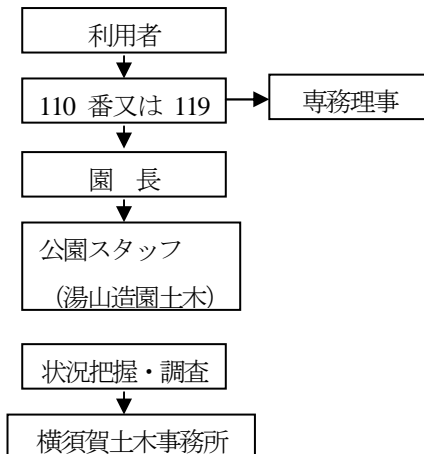 利用者
110 番又は 119
専務理事
園　長
公園スタッフ
（湯山造園土木）
状況把握・調査
横須賀土木事務所